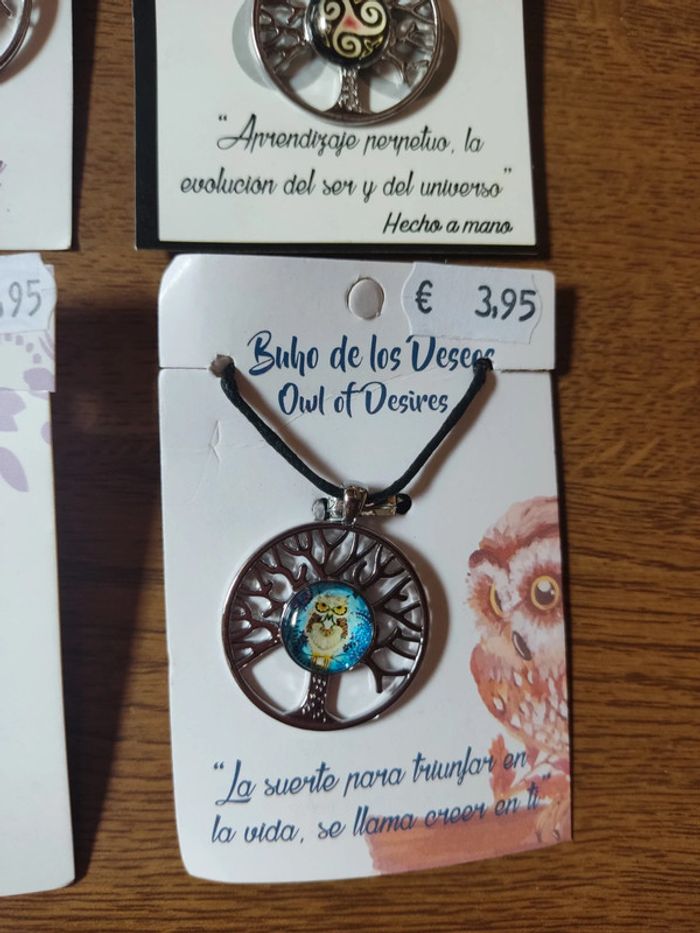 “Aprendizaje perpetuo, la
evolución del ser y del universo”
Hecho a mano
,95
€ 3,95
Buho de los Deseos
Owl of Desires
“La suerte para triunfar en
la vida, se llama creer en ti”